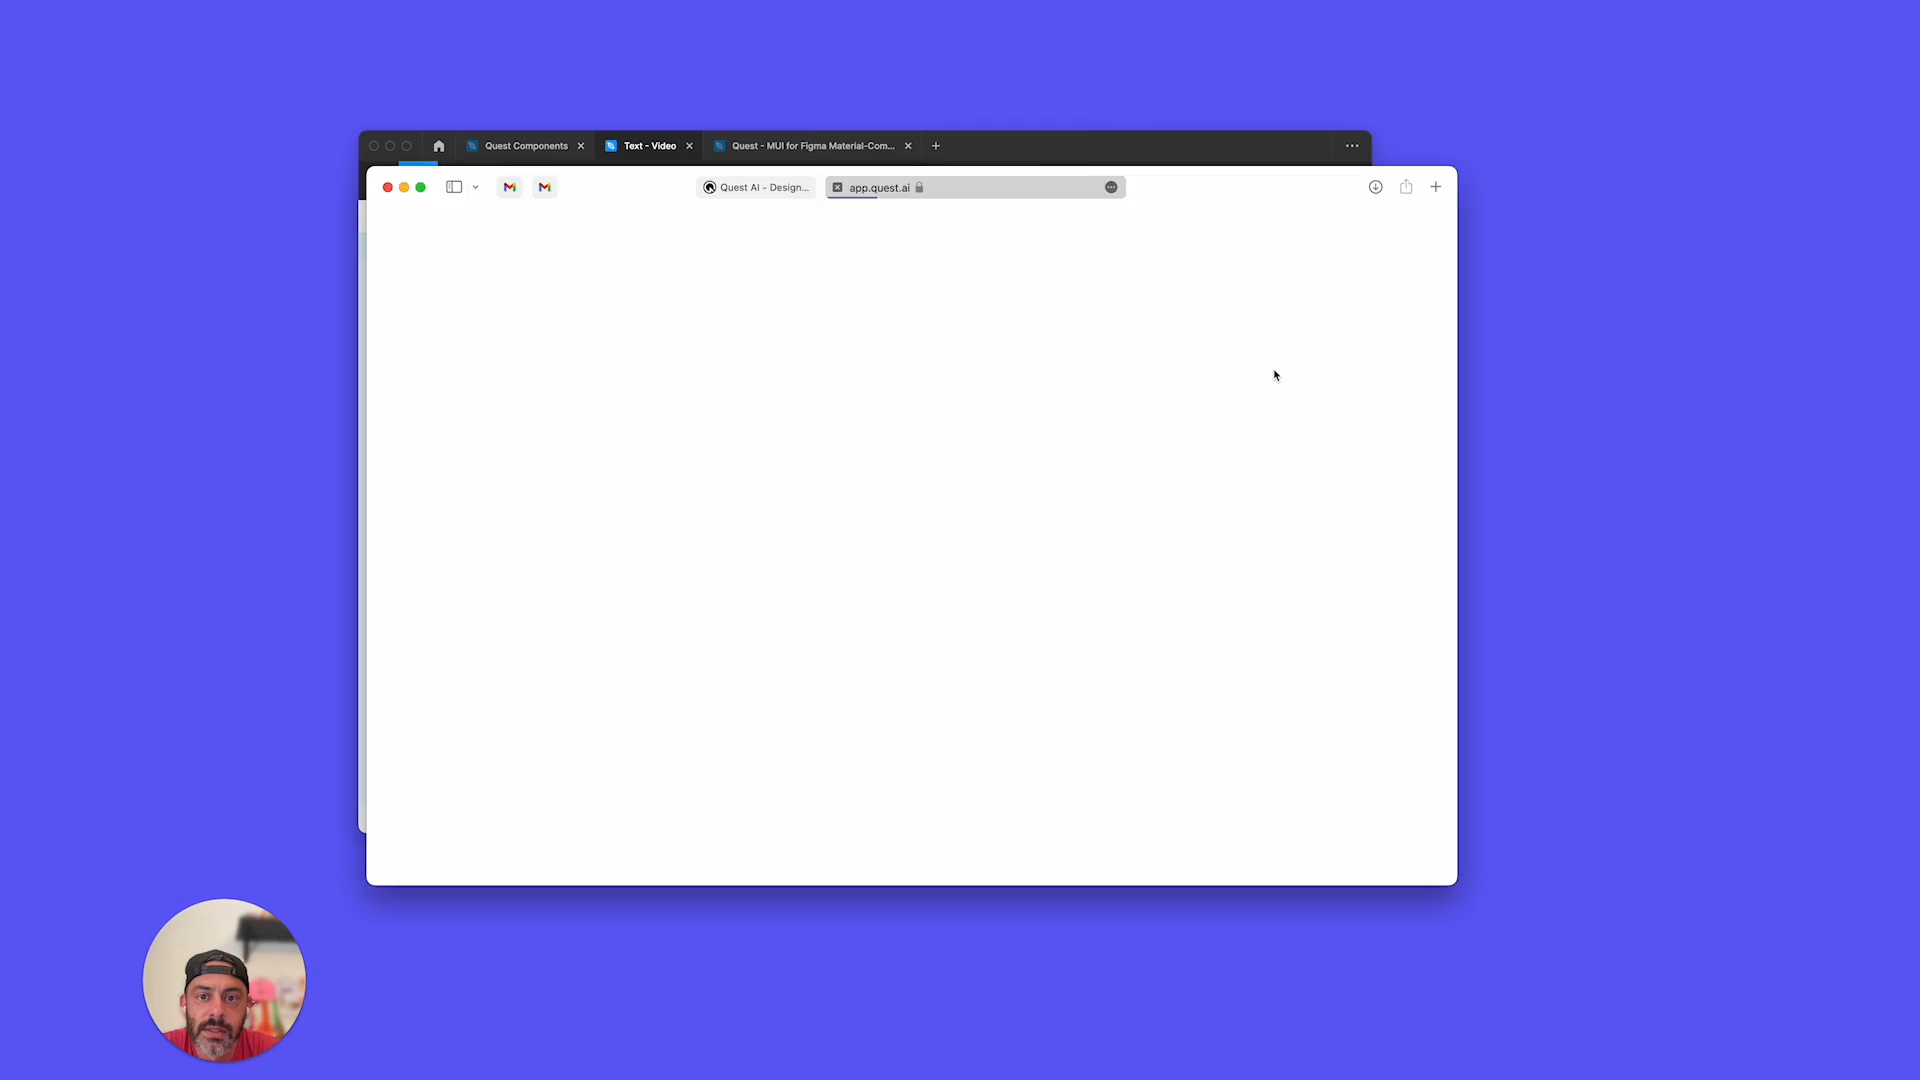 Quest Components
Text - Video
Quest - MUI for Figma Material-Com...
Quest AI - Design...
app.quest.ai